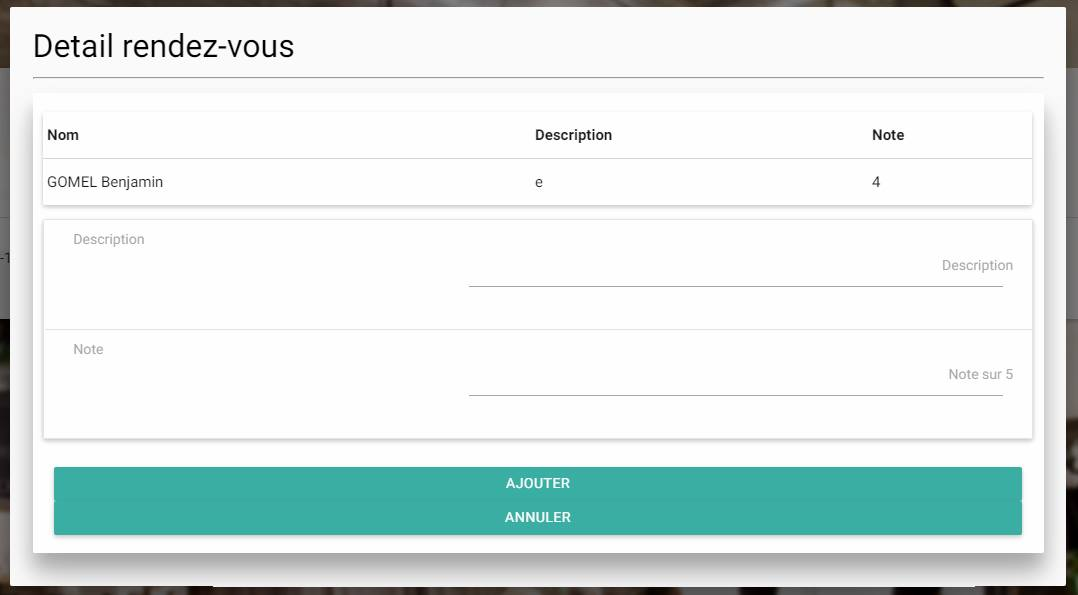 Detail rendez-vous
Nom Description Note
GOMEL Benjamin e 4
Description
Description
Note
Note sur 5
AJOUTER
ANNULER